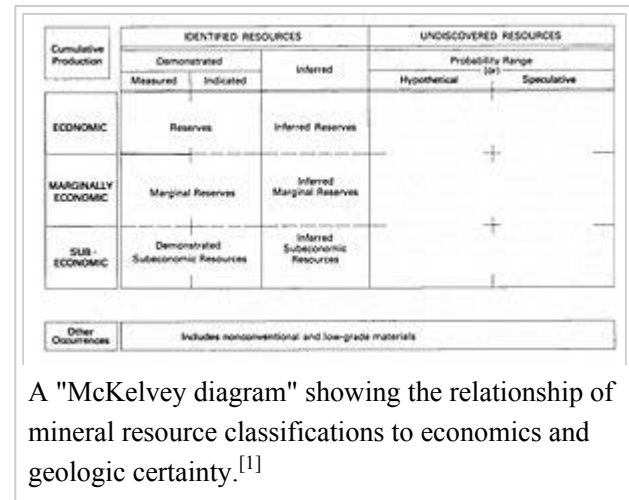 Cumulative
Production
IDENTIFIED RESOURCES
UNDISCOVERED RESOURCES
Demonstrated
Inferred
Probability Range
(or)
Measured
Indicated
Hypothetical
Speculative
ECONOMIC
Reserves
Inferred Reserves
MARGINALLY
ECONOMIC
Marginal Reserves
Inferred
Marginal Reserves
SUB-
ECONOMIC
Demonstrated
Subeconomic Resources
Inferred
Subeconomic
Resources
Other
Occurrences
Includes nonconventional and low-grade materials
A "McKelvey diagram" showing the relationship of
mineral resource classifications to economics and
geologic certainty.[1]